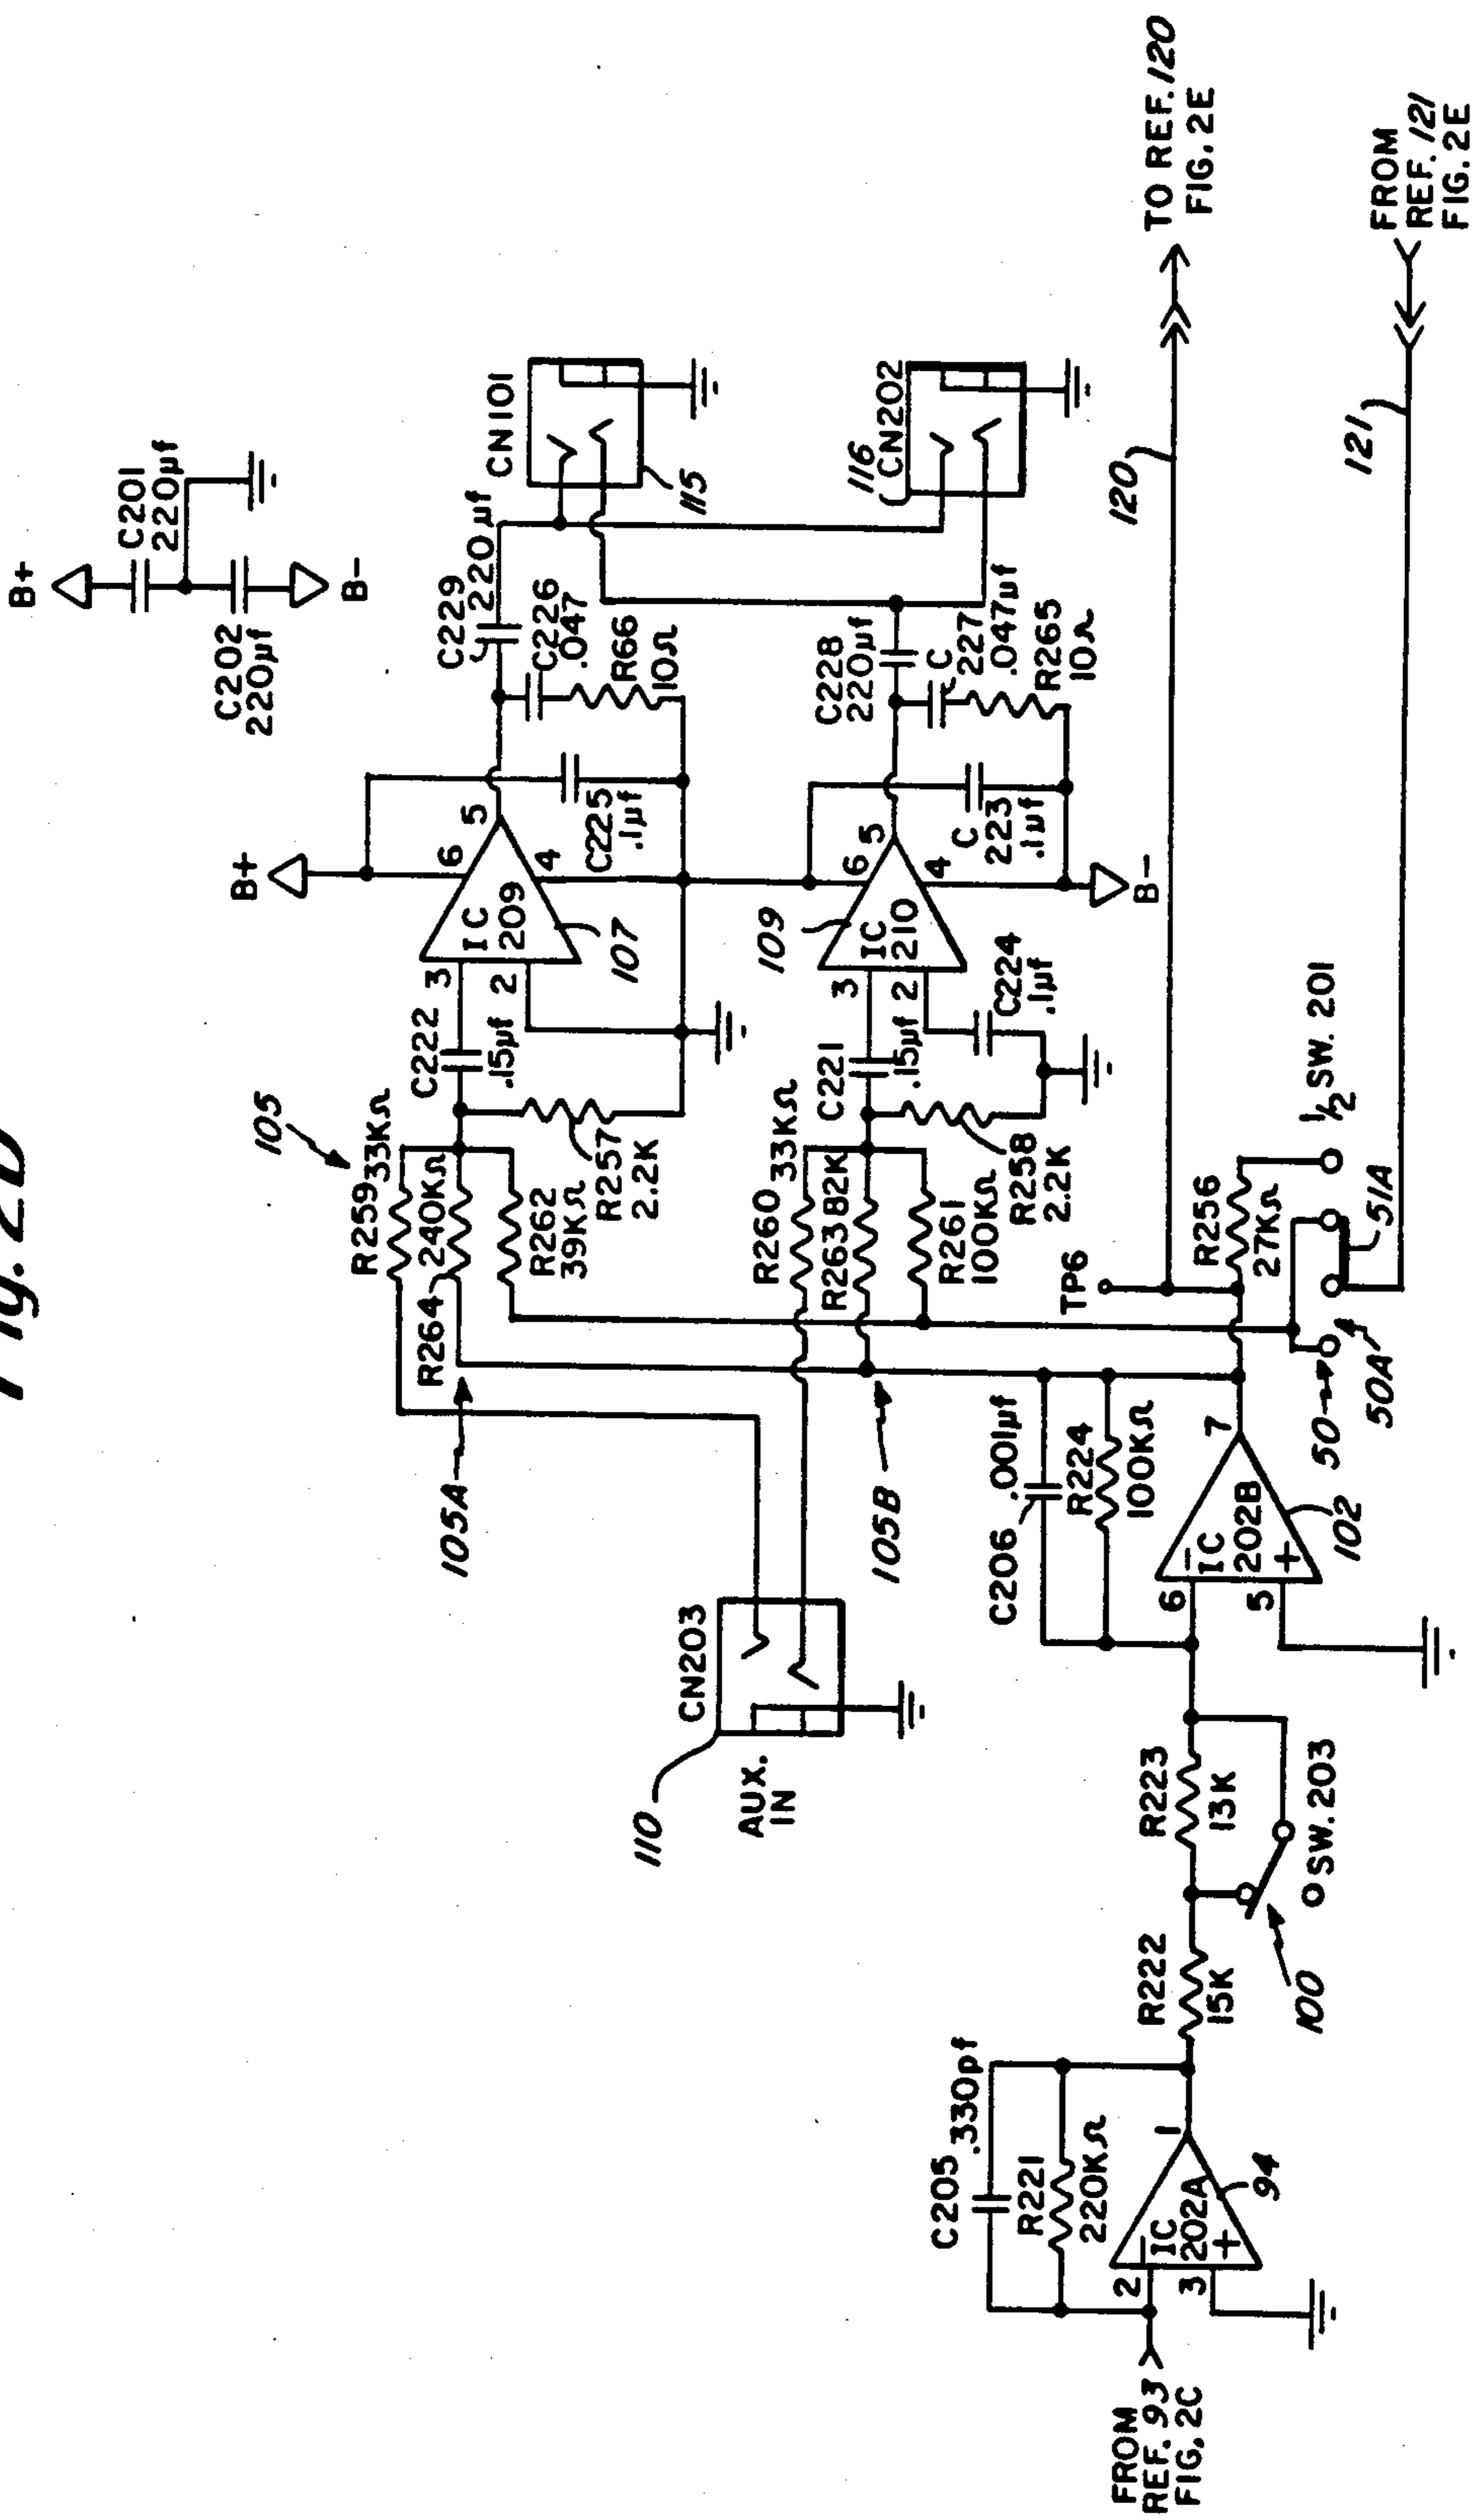 Fig. 2D
B+
C201
220µf
C202
220µf
B-
105
R259
33KΩ
R264
240KΩ
R262
39KΩ
R257
2.2K
C222
.15µf
3
2
IC
209
6
5
4
107
B+
C225
.1µf
C229
220µf
C226
.047
R66
10Ω
CN101
115
105A
R260
33KΩ
R263
82K
R261
100KΩ
R258
2.2K
C221
.15µf
3
2
IC
210
6
5
4
109
C224
.1µf
C
223
.1µf
B-
C228
220µf
C
227
.047µf
R265
10Ω
116
CN202
105B
110
CN203
AUX.
IN
FROM
REF. 93
FIG. 2C
C205
.330pf
R221
220KΩ
2
3
IC
202A
+
1
94
R222
15K
R223
13K
100
SW. 203
C206
.001µf
R224
100KΩ
6
5
IC
202B
+
7
102
TP6
R256
27KΩ
50
50A
51A
½ SW. 201
120
TO REF. 120
FIG. 2E
121
FROM
REF. 121
FIG. 2E